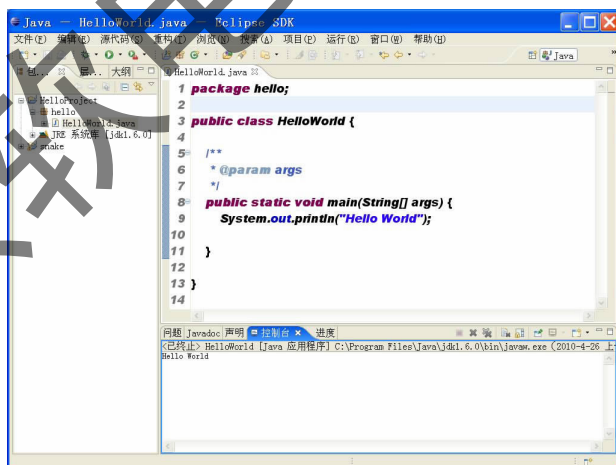 Java - HelloWorld.java - Eclipse SDK
文件(F) 编辑(E) 源代码(S) 重构(T) 浏览(N) 搜索(A) 项目(P) 运行(R) 窗口(W) 帮助(H)
Java
包... 层... 大纲
HelloWorld.java
HelloProject
hello
HelloWorld.java
JRE 系统库 [jdk1.6.0]
snake
1 package hello;
2
3 public class HelloWorld {
4
5 /**
6 * @param args
7 */
8 public static void main(String[] args) {
9 System.out.println("Hello World");
10
11 }
12
13 }
14
问题 Javadoc 声明 控制台 进度
<已终止> HelloWorld [Java 应用程序] C:\Program Files\Java\jdk1.6.0\bin\javaw.exe (2010-4-26 上
Hello World